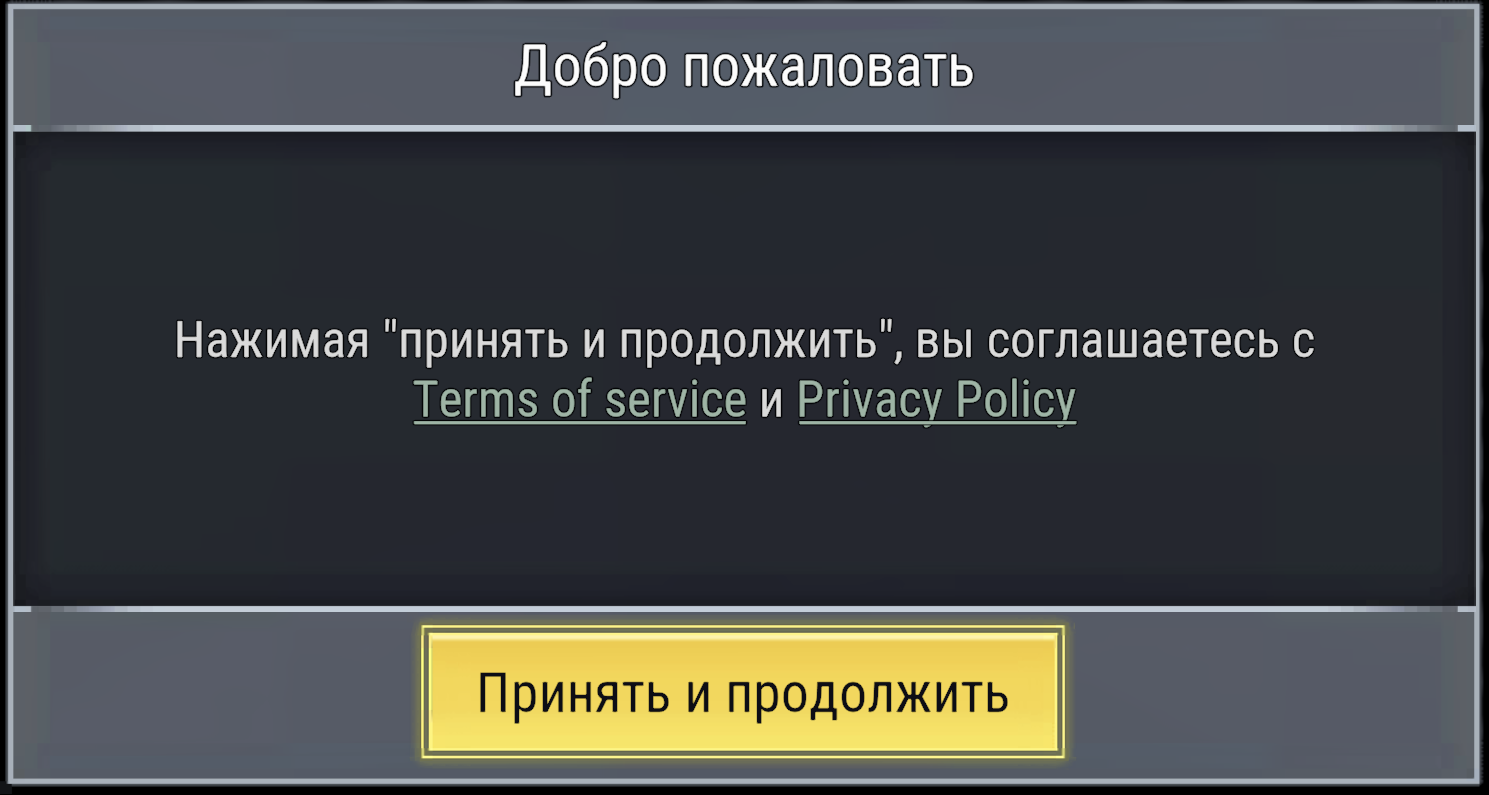 Добро пожаловать
Нажимая "принять и продолжить", вы соглашаетесь с
Terms of service и Privacy Policy
Принять и продолжить